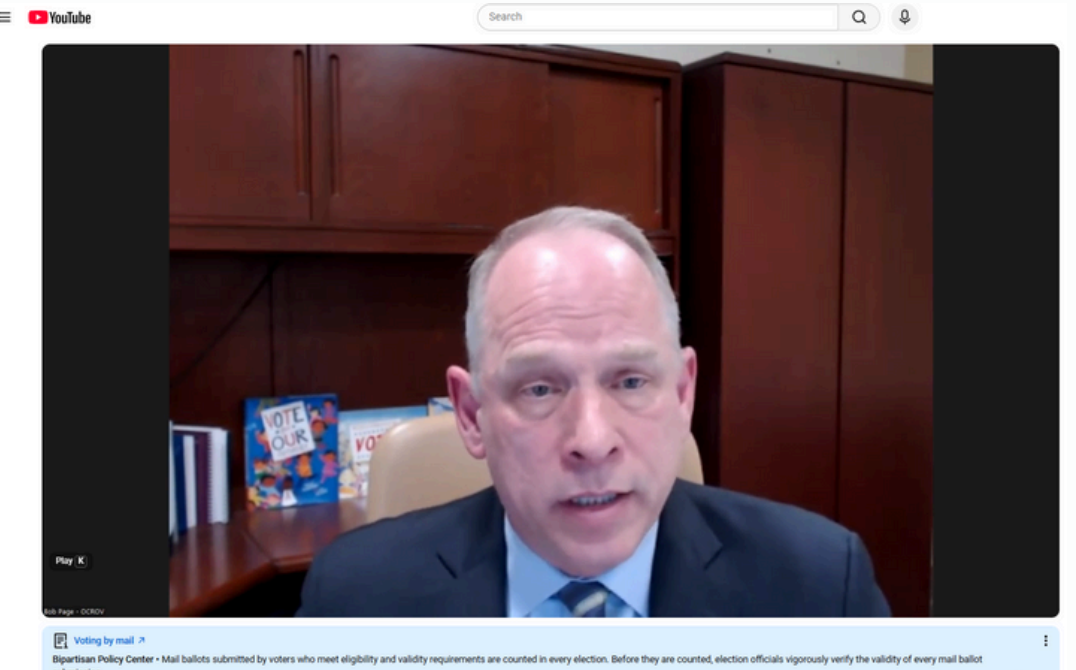 YouTube
Search
VOTE
OUR
VOT
Play K
Bob Page - OCROV
Voting by mail
Bipartisan Policy Center • Mail ballots submitted by voters who meet eligibility and validity requirements are counted in every election. Before they are counted, election officials vigorously verify the validity of every mail ballot